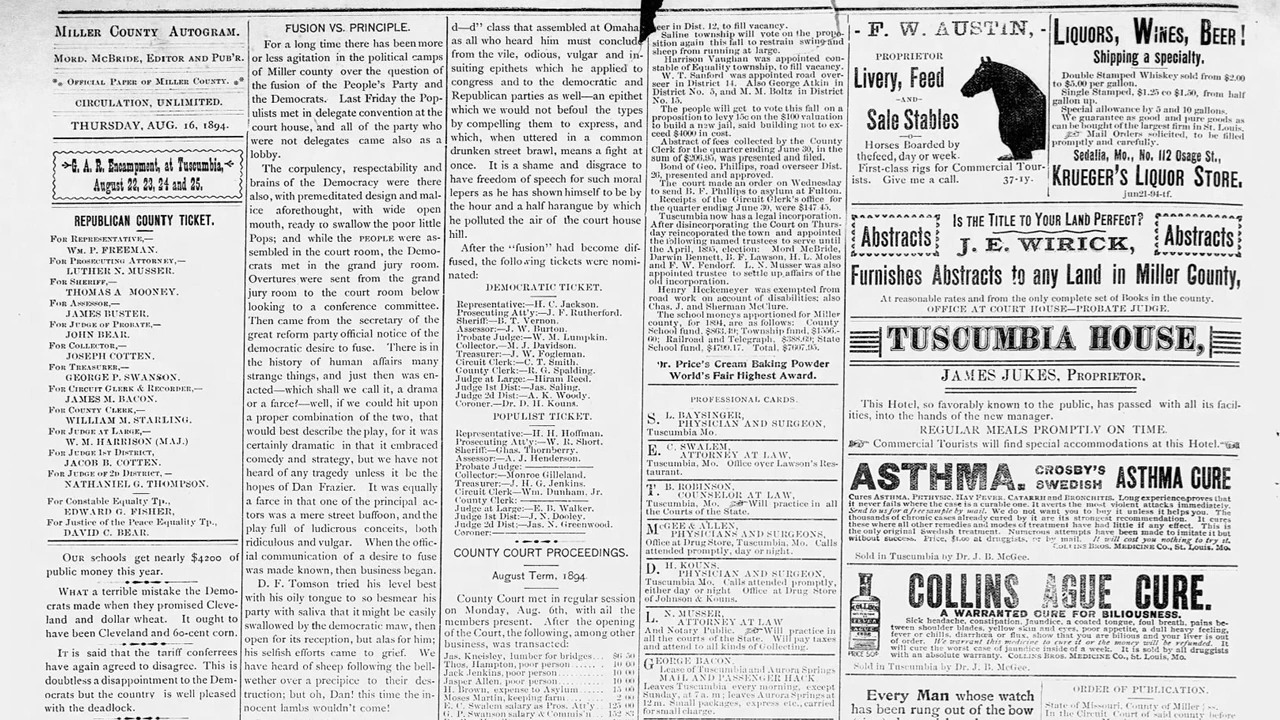 MILLER COUNTY AUTOGRAM.
MORD. MCBRIDE, EDITOR AND PUB'R.
OFFICIAL PAPER OF MILLER COUNTY.
CIRCULATION, UNLIMITED.
THURSDAY, AUG. 16, 1894.
G. A. R. Encampment, at Tuscumbia,
August 22, 23, 24 and 25.
REPUBLICAN COUNTY TICKET.
FOR REPRESENTATIVE,—
WM. P. FREEMAN.
FOR PROSECUTING ATTORNEY,—
LUTHER N. MUSSER.
FOR SHERIFF,—
THOMAS A. MOONEY.
FOR ASSESSOR,—
JAMES BUSTER.
FOR JUDGE OF PROBATE,—
JOHN BEAR.
FOR COLLECTOR,—
JOSEPH COTTEN.
FOR TREASURER,—
GEORGE P. SWANSON.
FOR CIRCUIT CLERK & RECORDER,—
JAMES M. BACON.
FOR COUNTY CLERK,—
WILLIAM M. STARLING.
FOR JUDGE AT LARGE,—
W. M. HARRISON (MAJ.)
FOR JUDGE 1ST DISTRICT,
JACOB B. COTTEN.
FOR JUDGE OF 2D DISTRICT,—
NATHANIEL G. THOMPSON.
For Constable Equality Tp.,
EDWARD G. FISHER,
For Justice of the Peace Equality Tp.,
DAVID C. BEAR.
OUR schools get nearly $4200 of
public money this year.
WHAT a terrible mistake the Demo-
crats made when they promised Cleve-
land and dollar wheat. It ought to
have been Cleveland and 40-cent corn.
It is said the tariff conferees
have again agreed to disagree. This is
doubtless a disappointment to the Dem-
ocrats but the country is well pleased
with the deadlock.
FUSION VS. PRINCIPLE.
For a long time there has been more
or less agitation in the political camps
of Miller county over the question of
the fusion of the People's Party and
the Democrats. Last Friday the Pop-
ulists met in delegate convention at the
court house, and all of the party who
were not delegates came also as a
lobby.
The corpulency, respectability and
brains of the Democracy were there
also, with premeditated design and mal-
ice aforethought, with wide open
mouth, ready to swallow the poor little
Pops; and while the PEOPLE were as-
sembled in the court room, the Demo-
crats met in the grand jury room.
Overtures were sent from the grand
jury room to the court room below
looking to a conference committee.
Then came from the secretary of the
great reform party official notice of the
democratic desire to fuse. There is in
the history of human affairs many
strange things, and just then was en-
acted—which shall we call it, a drama
or a farce?—well, if we could hit upon
a proper combination of the two, that
would best describe the play, for it was
certainly dramatic in that it embraced
comedy and strategy, but we have not
heard of any tragedy unless it be the
hopes of Dan Frazier. It was equally
a farce in that one of the principal ac-
tors was a mere street buffoon, and the
play full of extravagance, nonsense,
ridiculous and vulgar. When the offic-
ial communication of a desire to fuse
was made known, then business began.
D. F. Tomson tried his level best
with his oily tongue to so besmear his
party with saliva that it might be easily
swallowed by the democratic maw, then
ready for its reception, but alas for Dan,
he came to grief. We
have heard of sheep following the bell-
wether over a precipice to their des-
truction; but oh, Dan! this time the in-
nocent lambs wouldn't come!
d—d" class that assembled at Omaha,
as all who heard him must conclude
from the vile, odious, vulgar and in-
sulting epithets which he applied to
congress and to the democratic and
Republican parties as well—an epithet
which we would not befoul the types
by compelling them to express, and
which, when uttered in a common
drunken street brawl, means a fight at
once. It is a shame and disgrace to
have freedom of speech for such moral
lepers as he has shown himself to be by
the hour and a half harangue by which
he polluted the air of the court house
hill.
After the "fusion" had become dif-
fused, the following tickets were nomi-
nated:
DEMOCRATIC TICKET.
Representative:—H. C. Jackson.
Prosecuting Att'y:—J. F. Rutherford.
Sheriff:—B. T. Vernon.
Assessor:—J. W. Burton.
Probate Judge:—W. M. Lumpkin.
Collector.—M. J. Davidson.
Treasurer:—J. W. Fogleman.
Circuit Clerk:—C. T. Smith.
County Clerk:—R. G. Spalding.
Judge at Large:—Hiram Reed.
Judge 1st Dist:—Jas. Saling.
Judge 2d Dist:—A. K. Woody.
Coroner:—Dr. D. H. Kouns.
POPULIST TICKET.
Representative:—H. H. Hoffman.
Prosecuting Att'y:—W. R. Short.
Sheriff:—Glas. Thornberry.
Assessor:—A. J. Henderson.
Probate Judge:
Collector:—Monroe Gilleland.
Treasurer:—J. H. G. Jenkins.
Circuit Clerk—Wm. Dunham, Jr.
County Clerk:
Judge at Large:—E. B. Walker.
Judge 1st Dist:—J. N. Dooley.
Judge 2d Dist:—Jas. N. Greenwood.
Coroner:
COUNTY COURT PROCEEDINGS.
August Term, 1894.
County Court met in regular session
on Monday, Aug. 6th, with all the
members present. After the opening
of the Court, the following, among other
business, was transacted:
Jas. Kneisley, lumber for bridges... $6 50
Thos. Hampton, poor person 10 00
Jack Jenkins, poor person 10 00
Jasper Allen, poor person 10 00
H. Brown, expense to Asylum 15 00
Moses Martin, keeping farm 2 00
E. C. Swalem salary as Pros. Att'y... 125 00
G. P. Swanson salary & Commis'n... 152 83
seer in Dist. 12, to fill vacancy.
Saline township will vote on the propo-
sition again this fall to restrain swine and
sheep from running at large.
Harrison Vaughan was appointed con-
stable of Equality township, to fill vacancy.
W. T. Sanford was appointed road over-
seer in District 14. Also George Atkin in
District No. 5, and M. M. Boltz in District
No. 15.
The people will get to vote this fall on a
proposition to levy 15c on the $100 valuation
to build a new jail, said building not to ex-
ceed $4000 in cost.
Abstract of fees collected by the County
Clerk for the quarter ending June 30, in the
sum of $206.95, was presented and filed.
Bond of Geo. Phillips, road overseer Dist.
26, presented and approved.
The court made an order on Wednesday
to send R. F. Phillips to asylum at Fulton.
Receipts of the Circuit Clerk's office for
the quarter ending June 30, were $147 45.
Tuscumbia now has a legal incorporation.
After disincorporating the Court on Thurs-
day reincorporated the town and appointed
the following named trustees to serve until
the April, 1895, election: Mord McBride,
Darwin Bennett, B. F. Lawson, H. L. Moles
and F. W. Fendorf. L. N. Musser was also
appointed trustee to settle up affairs of the
old incorporation.
Henry Heckemeyer was exempted from
road work on account of disabilities; also
Chas. J. and Sherman McClure.
The school moneys apportioned for Miller
county, for 1894, are as follows: County
School fund, $863.49; Township fund, $4556.-
60; Railroad and Telegraph, $388.69; State
School fund, $1799.17. Total, $7607.95.
Dr. Price's Cream Baking Powder
World's Fair Highest Award.
PROFESSIONAL CARDS.
S. L. BAYSINGER,
PHYSICIAN AND SURGEON,
Tuscumbia Mo.
E. C. SWALEM,
ATTORNEY AT LAW,
Tuscumbia, Mo. Office over Lawson's Res-
taurant.
T. B. ROBINSON,
COUNSELOR AT LAW,
Tuscumbia, Mo. Will practice in all
the Courts of the State.
MCGEE & ALLEN,
PHYSICIANS AND SURGEONS,
Office at Drug Store, Tuscumbia, Mo. Calls
attended promptly, day or night.
D. H. KOUNS,
PHYSICIAN AND SURGEON,
Tuscumbia Mo. Calls attended promptly,
either day or night. Office at Drug Store
of Johnson & Kouns.
L. N. MUSSER,
ATTORNEY AT LAW
And Notary Public. Will practice in
all the courts of the State. Will pay taxes
and attend to all kinds of Collecting.
GEORGE BACON,
Lessee of Tuscumbia and Aurora Springs
MAIL AND PASSENGER HACK
Leaves Tuscumbia every morning, except
Sunday, at 7 a. m; leaves Aurora Springs at
12 m. Small packages, express etc., carried
for small charge.
- F. W. AUSTIN, -
PROPRIETOR
Livery, Feed
—AND—
Sale Stables
Horses Boarded by
the feed, day or week.
First-class rigs for Commercial Tour-
ists. Give me a call. 37-1y.
LIQUORS, WINES, BEER!
Shipping a specialty.
Double Stamped Whiskey sold from $2.00
to $5.00 per gallon.
Single Stamped, $1.25 to $1.50, from half
gallon up.
Special allowance by 5 and 10 gallons.
We guarantee as good and pure goods as
can be bought of the largest firm in St. Louis.
Mail Orders solicited, to be filled
promptly and carefully.
Sedalia, Mo., No. 112 Osage St.,
KRUEGER'S LIQUOR STORE.
jun21-94-tf.
Abstracts
IS THE TITLE TO YOUR LAND PERFECT?
J. E. WIRICK,
Abstracts
Furnishes Abstracts to any Land in Miller County,
At reasonable rates and from the only complete set of Books in the county.
OFFICE AT COURT HOUSE—PROBATE JUDGE.
TUSCUMBIA HOUSE,
JAMES JUKES, PROPRIETOR.
This Hotel, so favorably known to the public, has passed with all its facil-
ities, into the hands of the new manager.
REGULAR MEALS PROMPTLY ON TIME.
Commercial Tourists will find special accommodations at this Hotel.
ASTHMA. CROSBY'S SWEDISH ASTHMA CURE
Cures ASTHMA, PHTHYSIC, HAY FEVER, CATARRH and BRONCHITIS. Long experience proves that
it never fails where the case is a curable one. It averts the most violent attacks immediately.
Send to us for a free sample by mail. We do not want you to buy it unless it helps you. The
thousands of chronic cases already cured by it are its strongest recommendation. It cures
these where all other remedies and modes of treatment have had little if any effect. This is
the only original Swedish treatment. Numerous attempts have been made to imitate it but
without success. Price, $1.00 at druggists, or by mail. It will cost you nothing to try it.
COLLINS BROS. MEDICINE CO., St. Louis, Mo.
Sold in Tuscumbia by Dr. J. B. McGee.
COLLINS AGUE CURE.
A WARRANTED CURE FOR BILIOUSNESS.
Sick headache, constipation, Jaundice, a coated tongue, foul breath, pains be-
tween shoulder blades, yellow skin and eyes, poor appetite, a dull heavy feeling,
fever or chills, diarrhœa or flux, show that you are bilious and your liver is out
of order. We warrant this medicine to cure it or the money will be refunded. It
will cure the worst case of jaundice inside of a week. It is sold by all druggists
with an absolute warranty. COLLINS BROS. MEDICINE CO., St. Louis, Mo.
Sold in Tuscumbia by Dr. J. B. McGee.
Every Man whose watch
has been rung out of the bow
ORDER OF PUBLICATION.
State of Missouri, County of Miller } ss.
In the Circuit Court of said county before